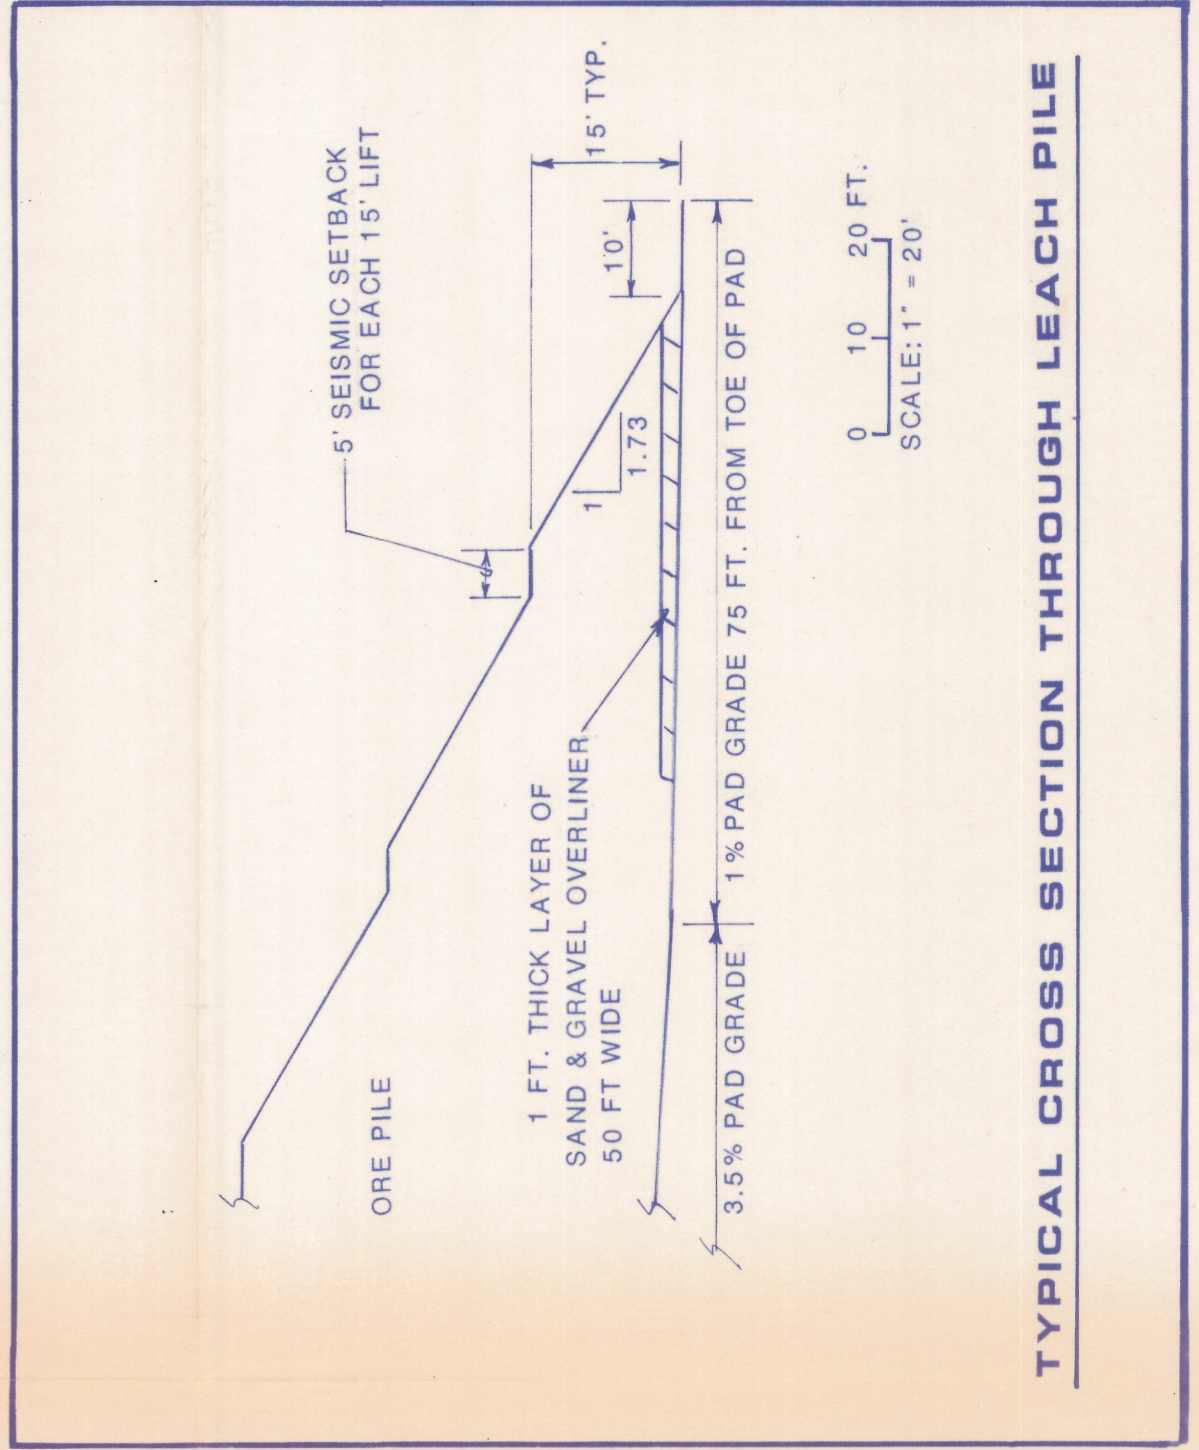 5' SEISMIC SETBACK
FOR EACH 15' LIFT
15' TYP.
10'
1
1.73
ORE PILE
1 FT. THICK LAYER OF
SAND & GRAVEL OVERLINER
50 FT WIDE
3.5% PAD GRADE
1% PAD GRADE 75 FT. FROM TOE OF PAD
0 10 20 FT.
SCALE: 1" = 20'
TYPICAL CROSS SECTION THROUGH LEACH PILE